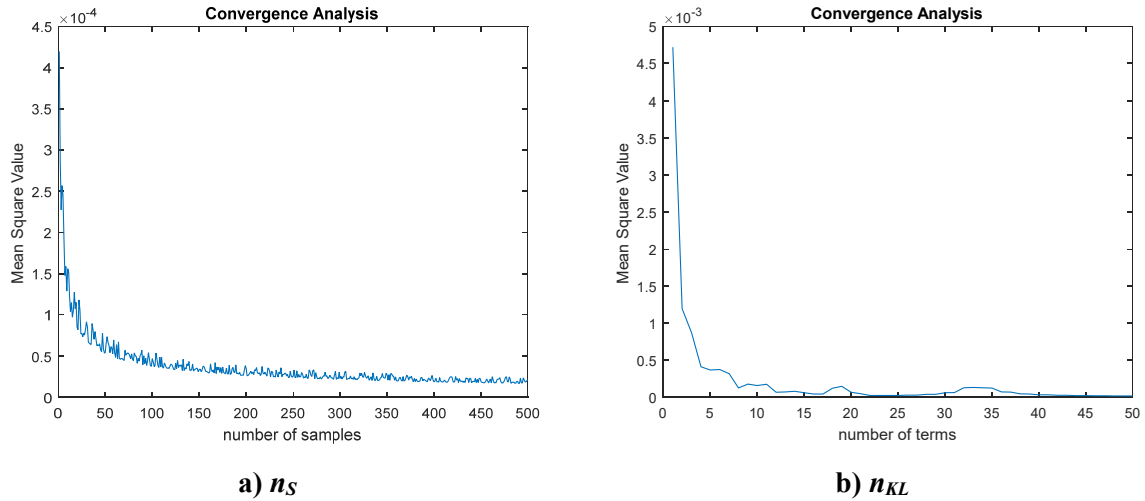 Convergence Analysis
×10⁻⁴
4.5
4
3.5
3
2.5
2
1.5
1
0.5
0
Mean Square Value
0 50 100 150 200 250 300 350 400 450 500
number of samples
a) nS
Convergence Analysis
×10⁻³
5
4.5
4
3.5
3
2.5
2
1.5
1
0.5
0
Mean Square Value
0 5 10 15 20 25 30 35 40 45 50
number of terms
b) nKL